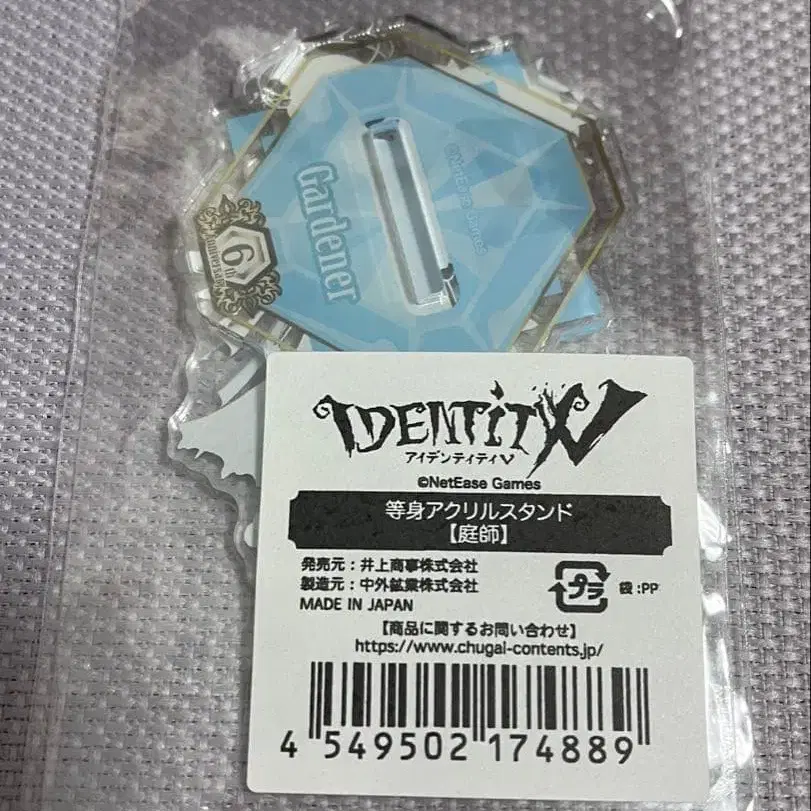 ©NetEase Games
Gardener
6th
Anniversary
IDENTITY V
アイデンティティV
©NetEase Games
等身アクリルスタンド
【庭師】
発売元：井上商事株式会社
製造元：中外鉱業株式会社
MADE IN JAPAN
プラ
袋:PP
【商品に関するお問い合わせ】
https://www.chugai-contents.jp/
4 549502 174889